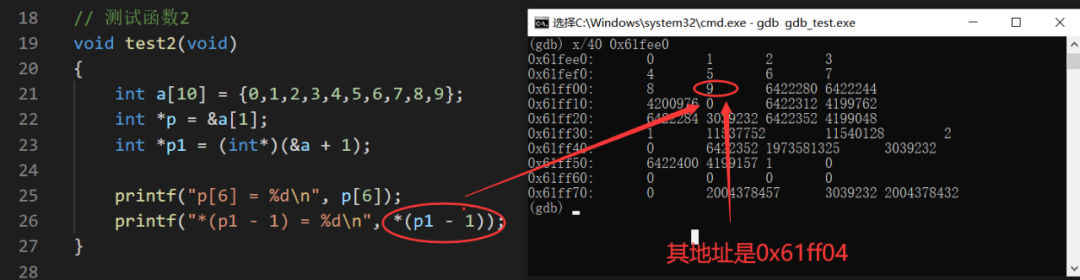 18 // 测试函数2
19 void test2(void)
20 {
21 int a[10] = {0,1,2,3,4,5,6,7,8,9};
22 int *p = &a[1];
23 int *p1 = (int*)(&a + 1);
24
25 printf("p[6] = %d\n", p[6]);
26 printf("*(p1 - 1) = %d\n", *(p1 - 1));
27 }
28
选择C:\Windows\system32\cmd.exe - gdb gdb_test.exe
(gdb) x/40 0x61fee0
0x61fee0: 0 1 2 3
0x61fef0: 4 5 6 7
0x61ff00: 8 9 6422280 6422244
0x61ff10: 4200976 0 6422312 4199762
0x61ff20: 6422284 3039232 6422352 4199048
0x61ff30: 1 11537752 11540128 2
0x61ff40: 0 6422352 1973581325 3039232
0x61ff50: 6422400 4199157 1 0
0x61ff60: 0 0 0 0
0x61ff70: 0 2004378457 3039232 2004378432
(gdb)
其地址是0x61ff04